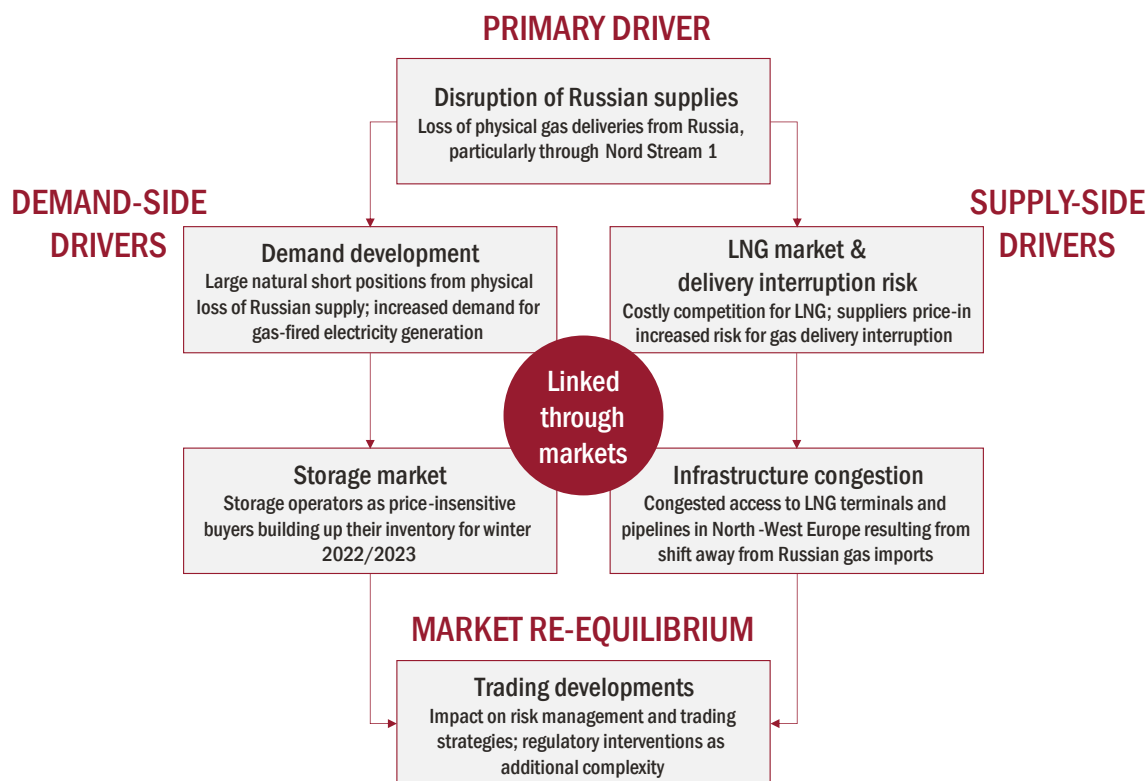 PRIMARY DRIVER
Disruption of Russian supplies
Loss of physical gas deliveries from Russia,
particularly through Nord Stream 1
DEMAND-SIDE
DRIVERS
SUPPLY-SIDE
DRIVERS
Demand development
Large natural short positions from physical
loss of Russian supply; increased demand for
gas-fired electricity generation
LNG market &
delivery interruption risk
Costly competition for LNG; suppliers price-in
increased risk for gas delivery interruption
Linked
through
markets
Storage market
Storage operators as price-insensitive
buyers building up their inventory for winter
2022/2023
Infrastructure congestion
Congested access to LNG terminals and
pipelines in North -West Europe resulting from
shift away from Russian gas imports
MARKET RE-EQUILIBRIUM
Trading developments
Impact on risk management and trading
strategies; regulatory interventions as
additional complexity